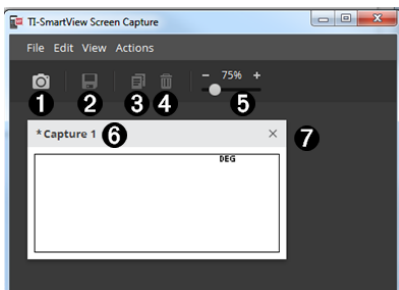 TI-SmartView Screen Capture
File Edit View Actions
- 75% +
1 2 3 4 5
*Capture 1 6 × 7
DEG